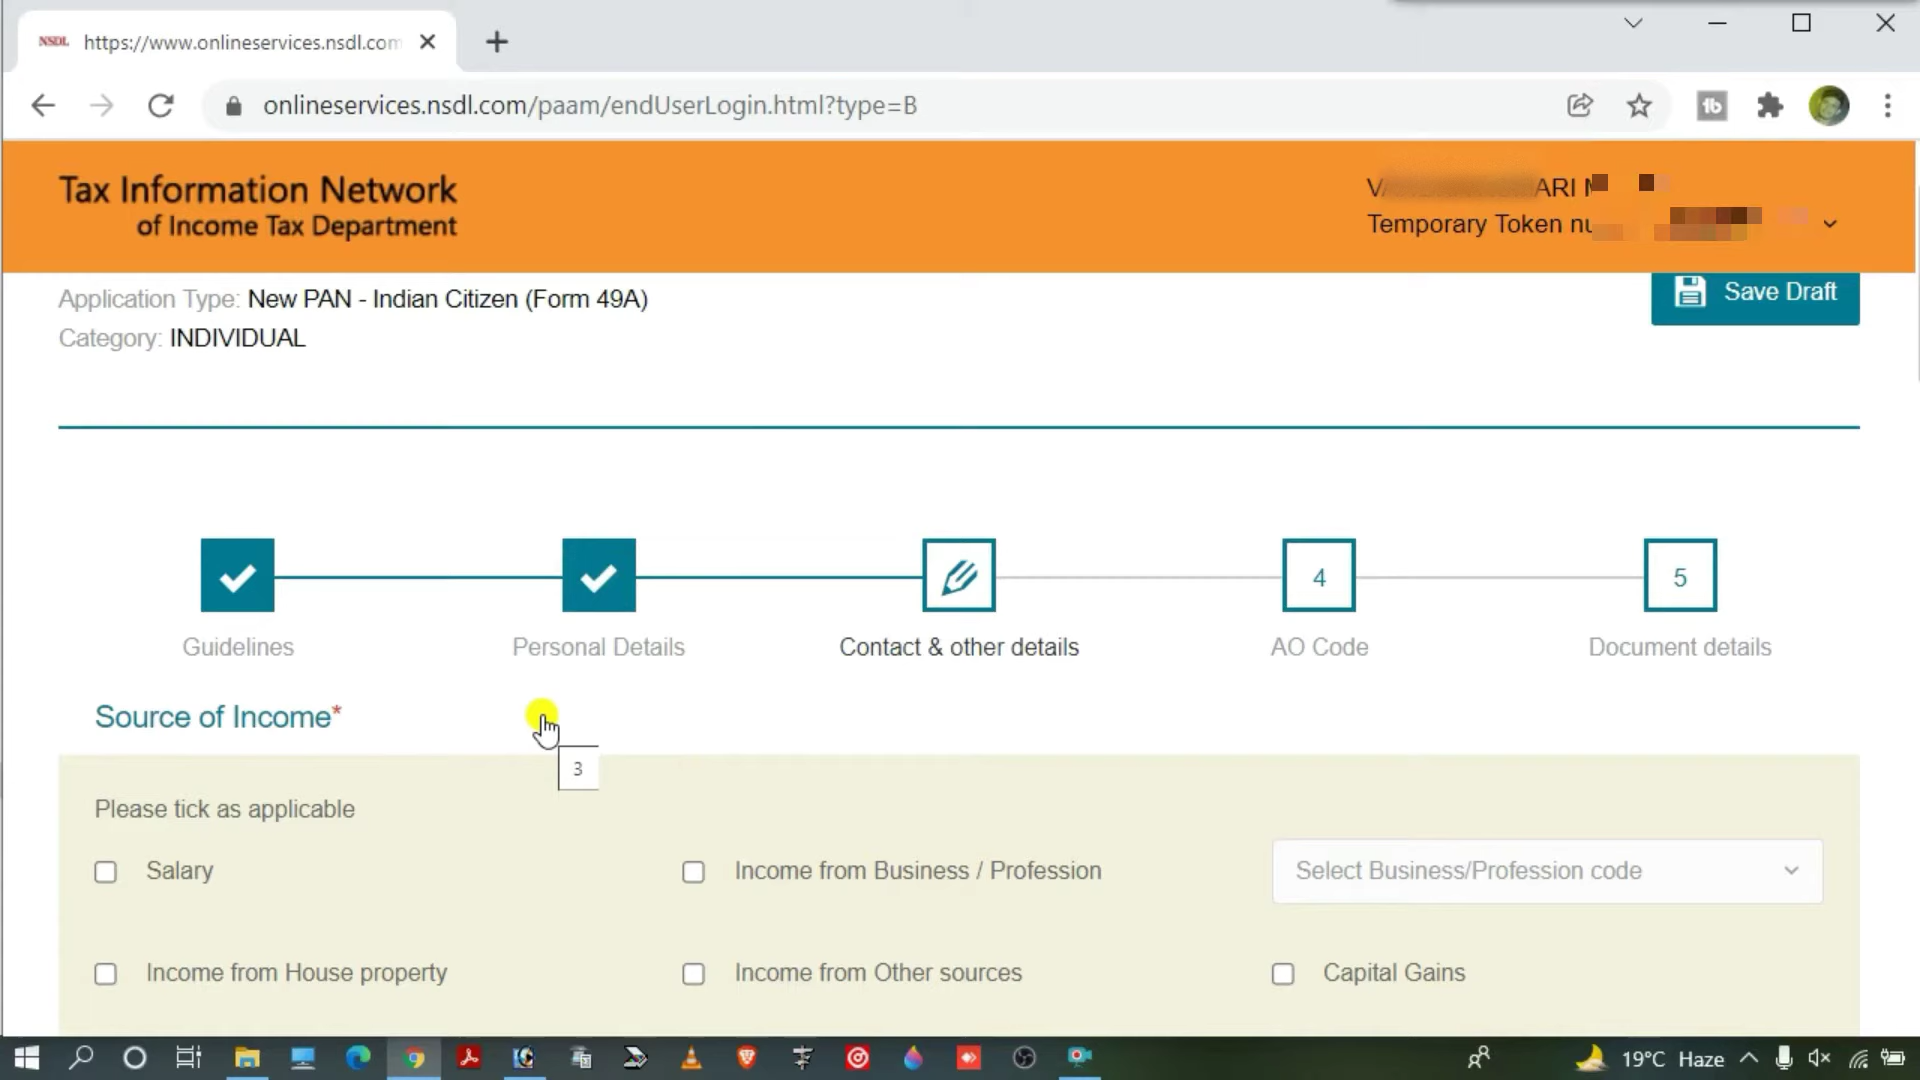 NSDL https://www.onlineservices.nsdl.com
onlineservices.nsdl.com/paam/endUserLogin.html?type=B
Tax Information Network
of Income Tax Department
ARI
Temporary Token
Application Type: New PAN - Indian Citizen (Form 49A)
Save Draft
Category: INDIVIDUAL
4
5
Guidelines
Personal Details
Contact & other details
AO Code
Document details
Source of Income*
3
Please tick as applicable
Salary
Income from Business / Profession
Select Business/Profession code
Income from House property
Income from Other sources
Capital Gains
19°C Haze